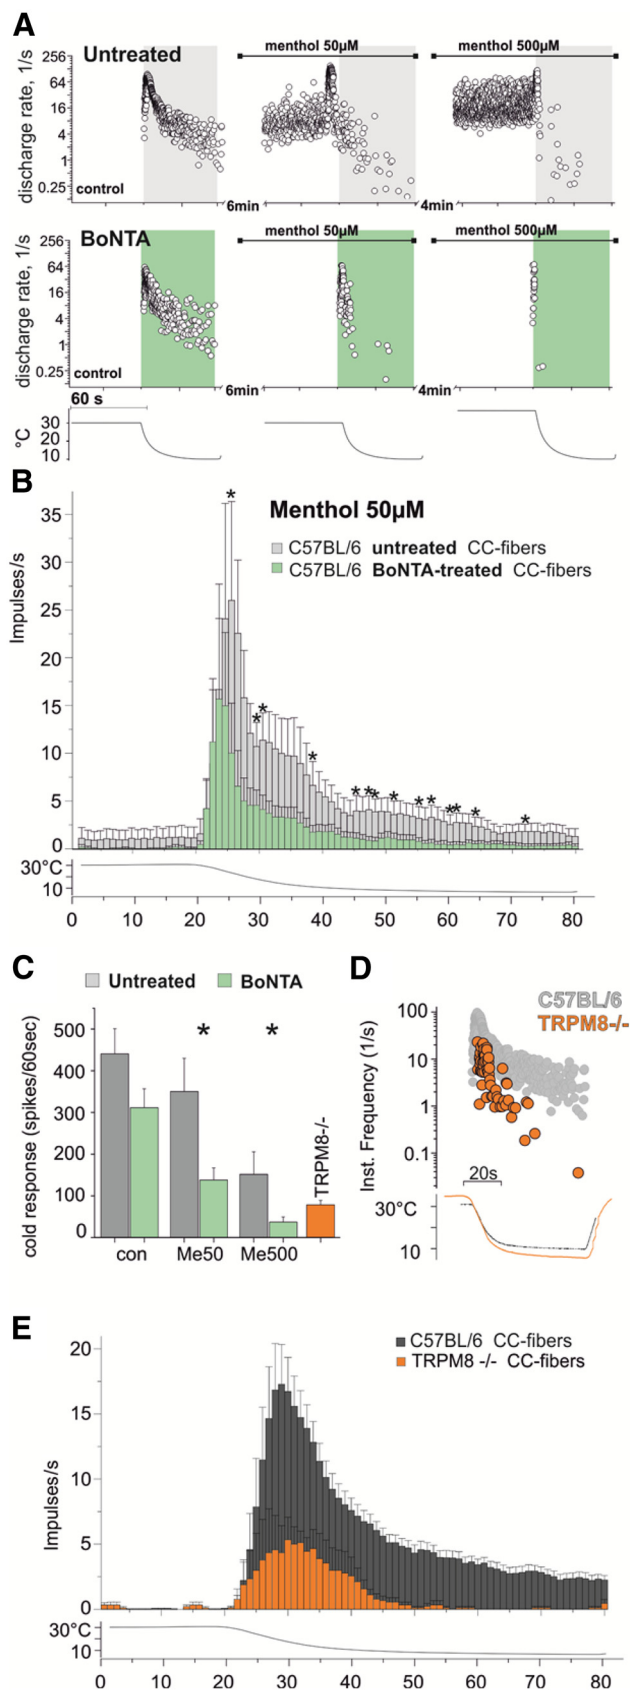 A
Untreated
menthol 50µM
menthol 500µM
discharge rate, 1/s
256
64
16
4
1
0.25
control
6min
4min
BoNTA
menthol 50µM
menthol 500µM
discharge rate, 1/s
256
64
16
4
1
0.25
control
6min
4min
60 s
°C
30
20
10
B
Menthol 50µM
C57BL/6 untreated CC-fibers
C57BL/6 BoNTA-treated CC-fibers
Impulses/s
35
30
25
20
15
10
5
0
* * * * * * * * * * * * * *
30°C
10
0 10 20 30 40 50 60 70 80
C
Untreated BoNTA
cold response (spikes/60sec)
500
400
300
200
100
0
* *
TRPM8-/-
con Me50 Me500
D
C57BL/6
TRPM8-/-
Inst. Frequency (1/s)
100
10
1
0.1
20s
30°C
10
E
C57BL/6 CC-fibers
TRPM8 -/- CC-fibers
Impulses/s
20
15
10
5
0
30°C
10
0 10 20 30 40 50 60 70 80